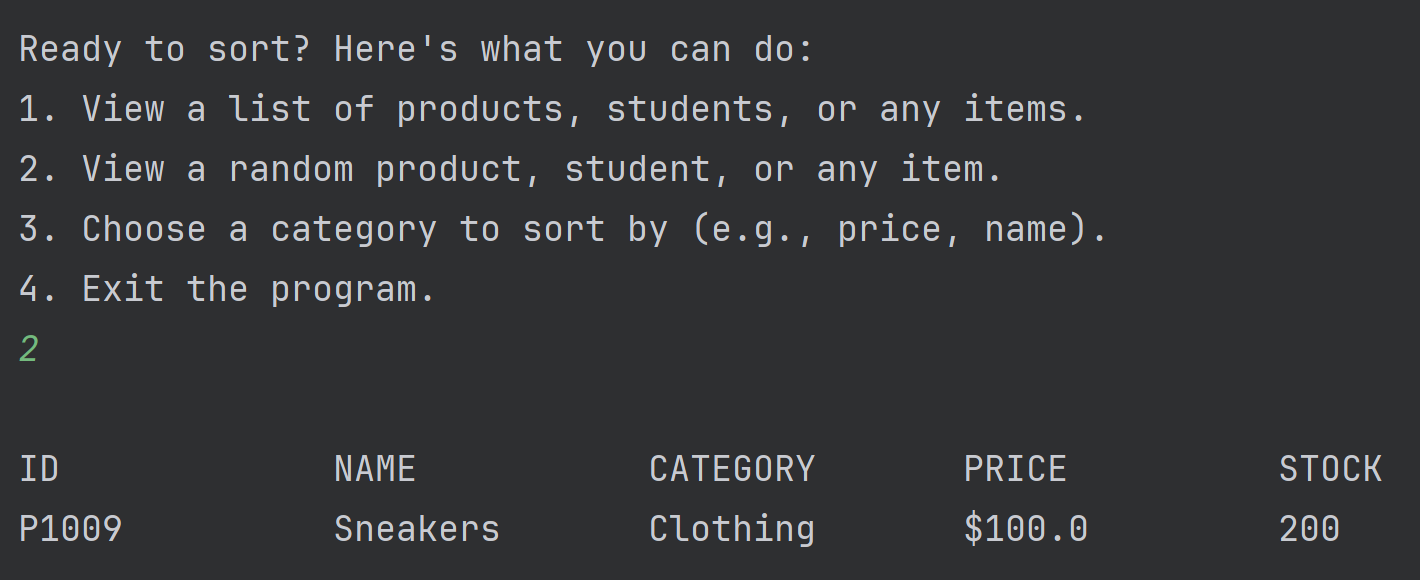 Ready to sort? Here's what you can do:
1. View a list of products, students, or any items.
2. View a random product, student, or any item.
3. Choose a category to sort by (e.g., price, name).
4. Exit the program.
2
ID NAME CATEGORY PRICE STOCK
P1009 Sneakers Clothing $100.0 200